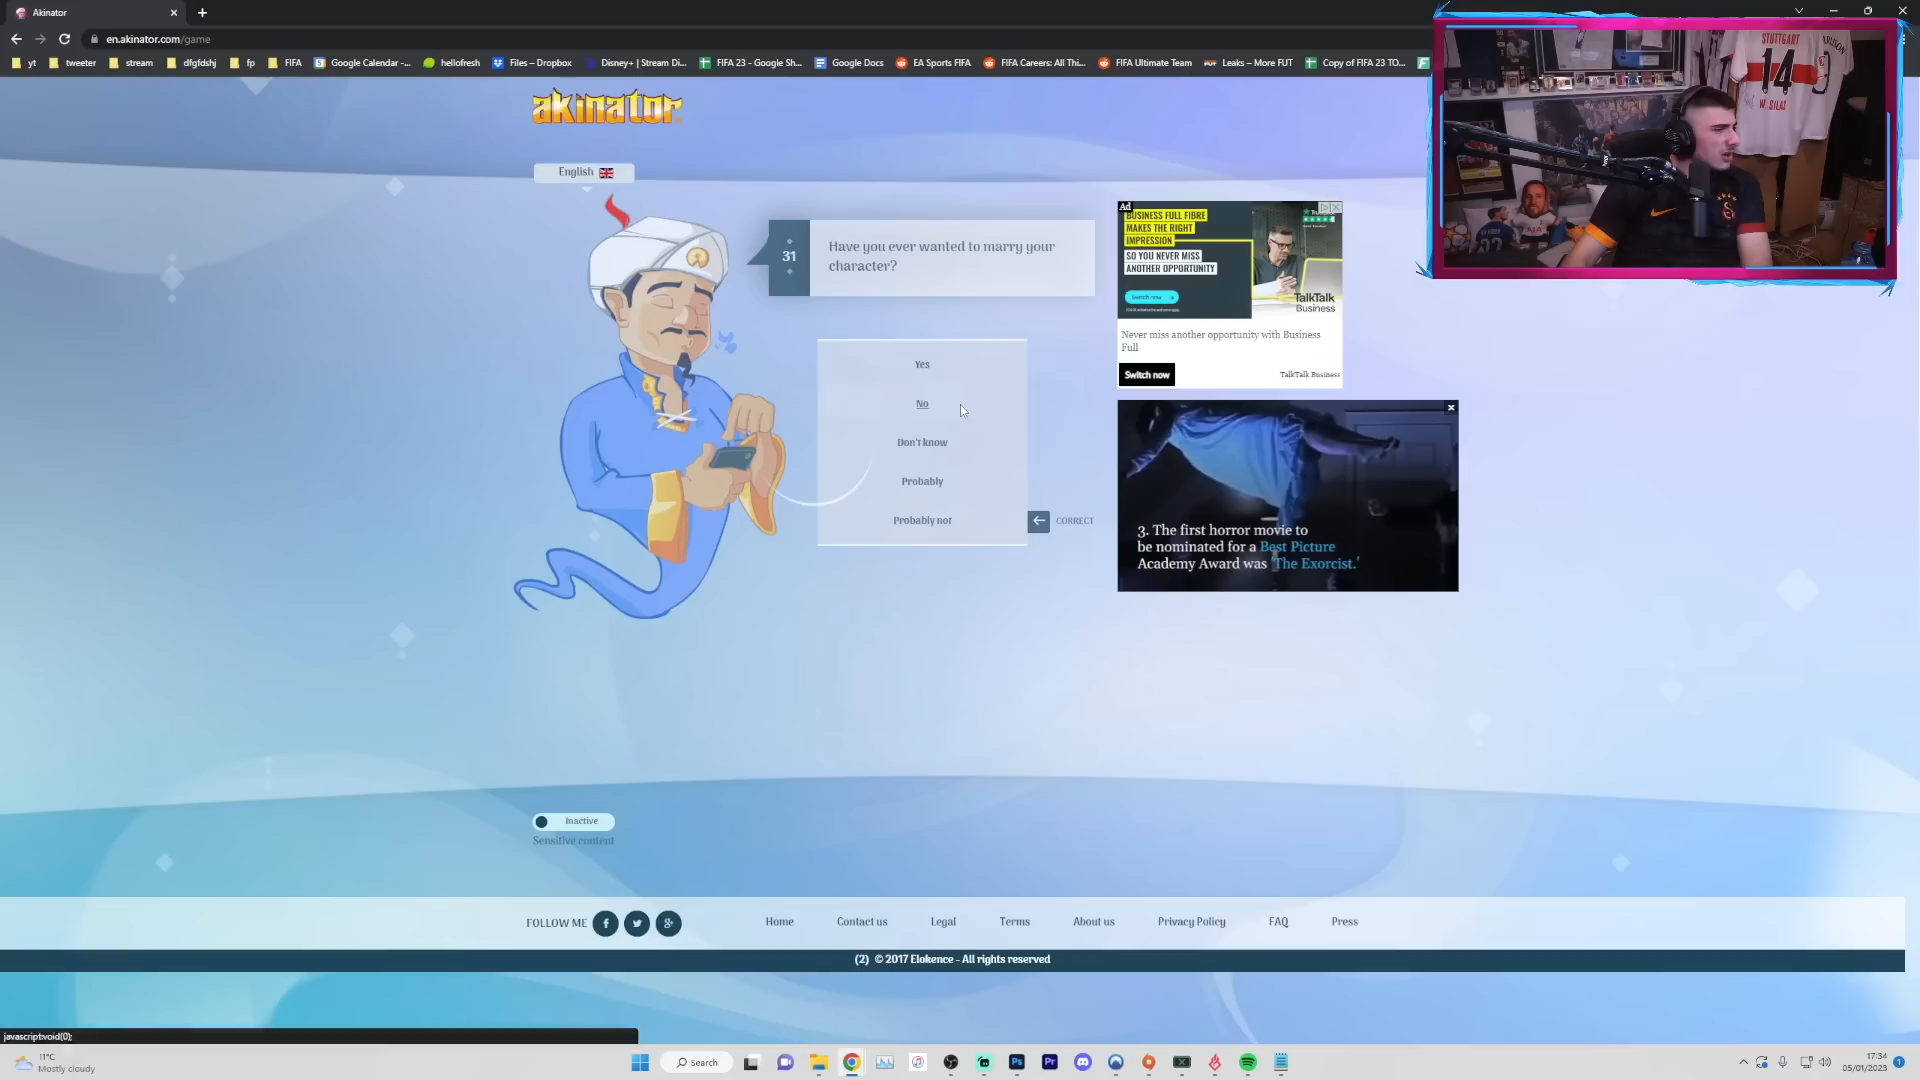 Akinator
en.akinator.com/game
yt
tweeter
stream
dfgfdshj
fp
FIFA
Google Calendar -...
hellofresh
Files – Dropbox
Disney+ | Stream Di...
FIFA 23 - Google Sh...
Google Docs
EA Sports FIFA
FIFA Careers: All Thi...
FIFA Ultimate Team
Leaks – More FUT
Copy of FIFA 23 TO...
akinator
English
31
Have you ever wanted to marry your
character?
Yes
No
Don't know
Probably
Probably not
CORRECT
Ad
BUSINESS FULL FIBRE
MAKES THE RIGHT
IMPRESSION
SO YOU NEVER MISS
ANOTHER OPPORTUNITY
Switch now
TalkTalk
Business
Never miss another opportunity with Business
Full
Switch now
TalkTalk Business
3. The first horror movie to
be nominated for a Best Picture
Academy Award was 'The Exorcist.'
STUTTGART
14
W. SILAS
AIA
Inactive
Sensitive content
FOLLOW ME
Home
Contact us
Legal
Terms
About us
Privacy Policy
FAQ
Press
(2) © 2017 Elokence - All rights reserved
javascript:void(0);
11°C
Mostly cloudy
Search
17:34
05/01/2023
1